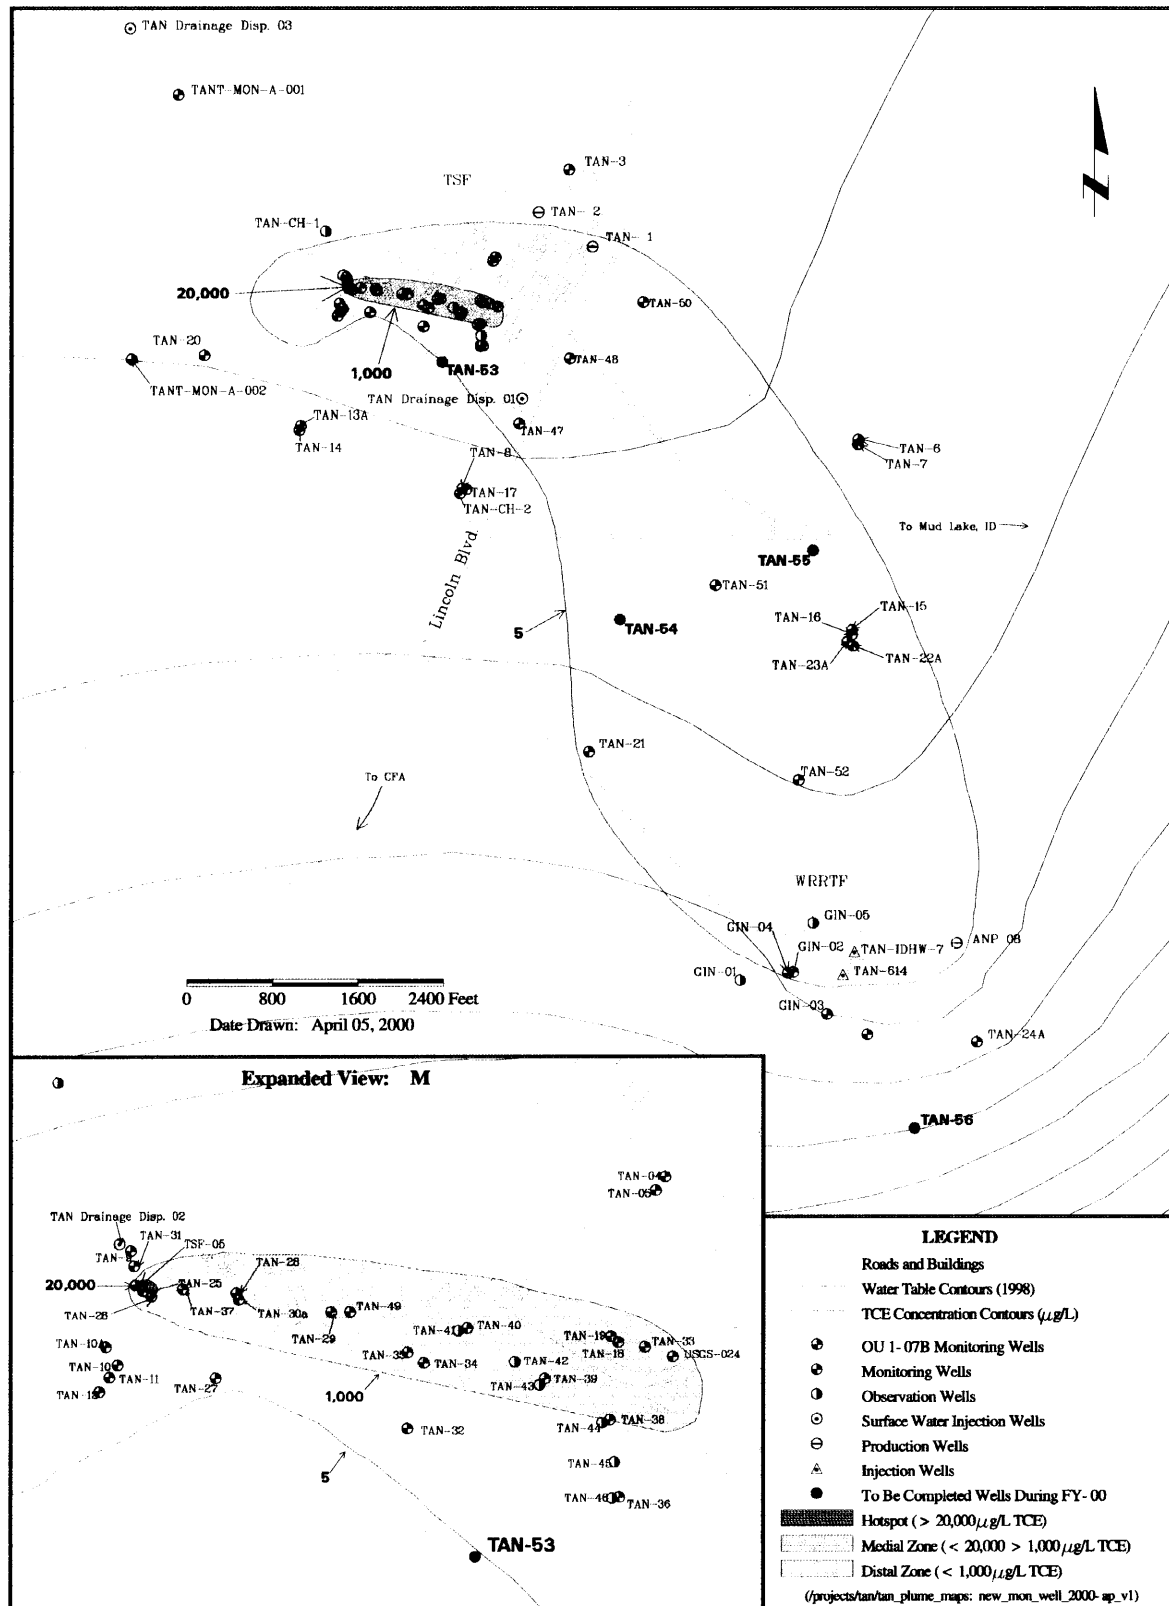 TAN Drainage Disp. 03
TANT-MON-A-001
TAN-3
TSF
TAN- 2
TAN-CH-1
TAN- 1
20,000
TAN-50
TAN-20
TAN-48
1,000
TAN-53
TANT-MON-A-002
TAN Drainage Disp. 01
TAN-13A
TAN-47
TAN-14
TAN-6
TAN-8
TAN-7
TAN-17
TAN-CH-2
To Mud Lake, ID
TAN-55
Lincoln Blvd.
TAN-51
TAN-15
TAN-16
5
TAN-54
TAN-23A
TAN-22A
TAN-21
TAN-52
To CFA
WRRTF
GIN-05
GIN-04
GIN-02
TAN-IDHW-7
ANP 08
GIN-01
TAN-614
0 800 1600 2400 Feet
GIN-03
Date Drawn: April 05, 2000
TAN-24A
Expanded View: M
TAN-56
TAN-04
TAN-05
TAN Drainage Disp. 02
TAN-31
TSF-05
TAN-26
20,000
TAN-25
TAN-28
TAN-37
TAN-30a
TAN-49
TAN-29
TAN-41
TAN-40
TAN-19
TAN-33
TAN-10A
TAN-18
USGS-024
TAN-35
TAN-34
TAN-42
TAN-10
TAN-11
TAN-27
TAN-39
TAN-12
1,000
TAN-43
TAN-38
TAN-44
TAN-32
5
TAN-45
TAN-46
TAN-36
TAN-53
LEGEND
Roads and Buildings
Water Table Contours (1998)
TCE Concentration Contours (µg/L)
OU 1-07B Monitoring Wells
Monitoring Wells
Observation Wells
Surface Water Injection Wells
Production Wells
Injection Wells
To Be Completed Wells During FY-00
Hotspot ( > 20,000µg/L TCE)
Medial Zone ( < 20,000 > 1,000µg/L TCE)
Distal Zone ( < 1,000µg/L TCE)
(/projects/tan/tan_plume_maps: new_mon_well_2000-ap_v1)